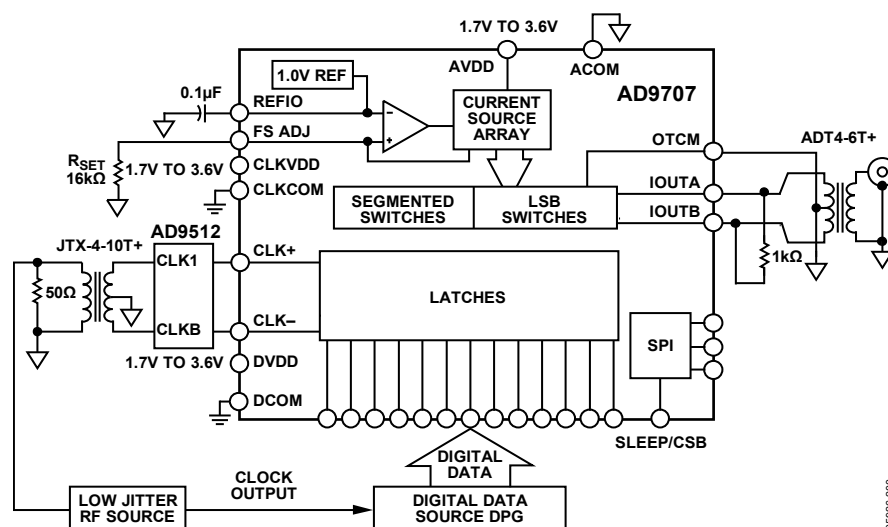 1.7V TO 3.6V
AVDD
ACOM
AD9707
1.0V REF
0.1µF
REFIO
FS ADJ
CURRENT
SOURCE
ARRAY
OTCM
ADT4-6T+
RSET
16kΩ
1.7V TO 3.6V
CLKVDD
CLKCOM
SEGMENTED
SWITCHES
LSB
SWITCHES
IOUTA
IOUTB
1kΩ
AD9512
JTX-4-10T+
CLK1
CLK+
50Ω
LATCHES
CLKB
CLK–
SPI
1.7V TO 3.6V
DVDD
DCOM
SLEEP/CSB
DIGITAL
DATA
CLOCK
OUTPUT
LOW JITTER
RF SOURCE
DIGITAL DATA
SOURCE DPG